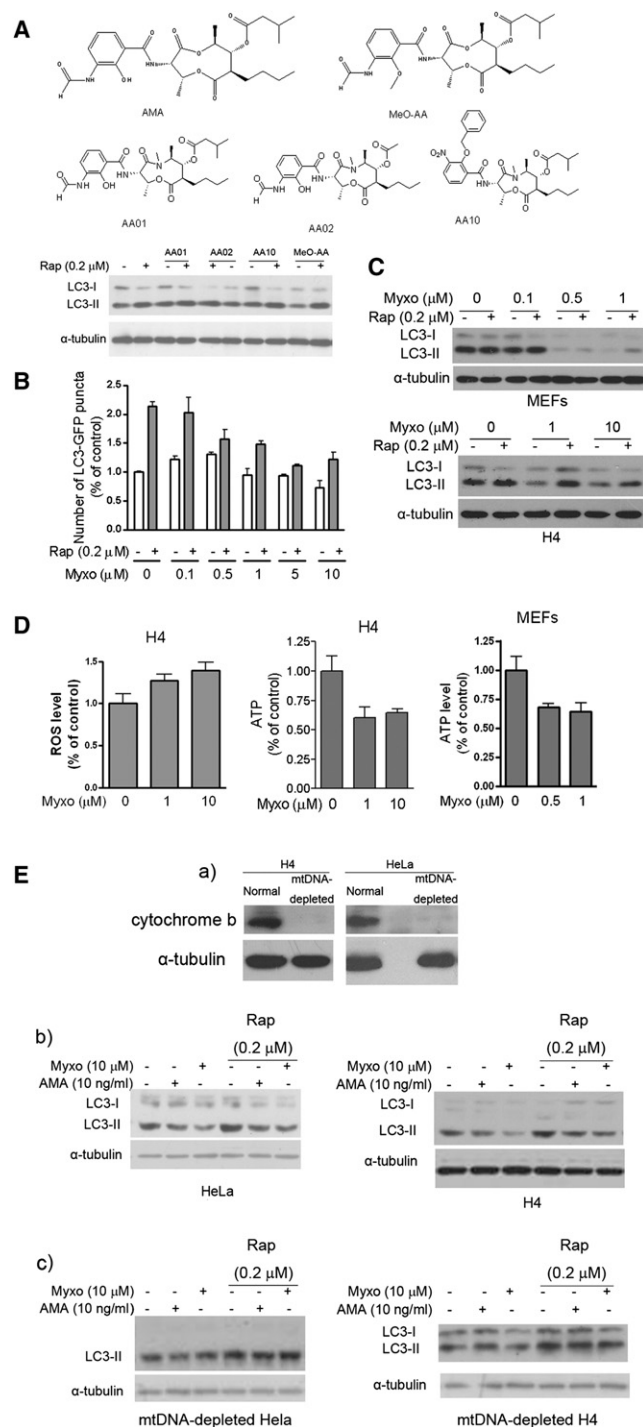 A
AMA
MeO-AA
AA01
AA02
AA10
AA01 AA02 AA10 MeO-AA
Rap (0.2 μM) - + - + + - - + - +
LC3-I
LC3-II
α-tubulin
B
Number of LC3-GFP puncta
(% of control)
2.5
2.0
1.5
1.0
0.5
0.0
Rap (0.2 μM) - + - + - + - + - + - +
Myxo (μM) 0 0.1 0.5 1 5 10
C
Myxo (μM) 0 0.1 0.5 1
Rap (0.2 μM) - + - + - + - +
LC3-I
LC3-II
α-tubulin
MEFs
Myxo (μM) 0 1 10
Rap (0.2 μM) - + - + - +
LC3-I
LC3-II
α-tubulin
H4
D
H4
ROS level
(% of control)
1.5
1.0
0.5
0.0
Myxo (μM) 0 1 10
H4
ATP
(% of control)
1.25
1.00
0.75
0.50
0.25
0.00
Myxo (μM) 0 1 10
MEFs
ATP level
(% of control)
1.25
1.00
0.75
0.50
0.25
0.00
Myxo (μM) 0 0.5 1
E
a)
H4 HeLa
Normal mtDNA-depleted Normal mtDNA-depleted
cytochrome b
α-tubulin
b)
Rap
(0.2 μM)
Myxo (10 μM) - - + - - +
AMA (10 ng/ml) - + - - + -
LC3-I
LC3-II
α-tubulin
HeLa
Rap
(0.2 μM)
Myxo (10 μM) - - + - - +
AMA (10 ng/ml) - + - - + -
LC3-I
LC3-II
α-tubulin
H4
c)
Rap
(0.2 μM)
Myxo (10 μM) - - + - - +
AMA (10 ng/ml) - + - - + -
LC3-II
α-tubulin
mtDNA-depleted Hela
Rap
(0.2 μM)
Myxo (10 μM) - - + - - +
AMA (10 ng/ml) - + - - + -
LC3-I
LC3-II
α-tubulin
mtDNA-depleted H4